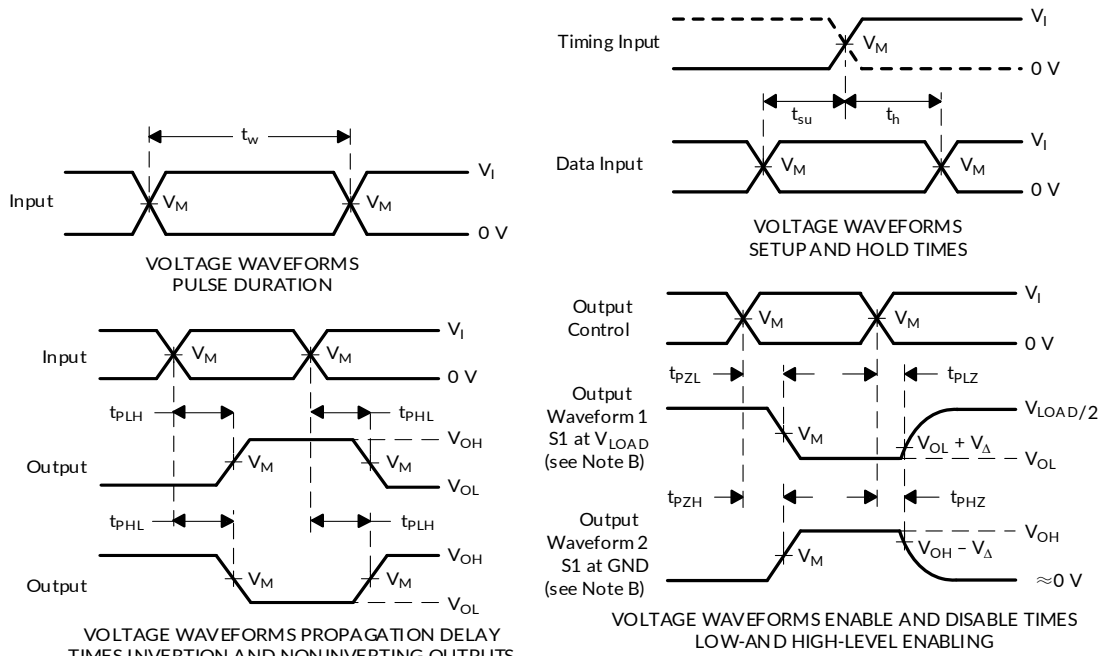 t_w
V_I
Input
V_M
V_M
0 V
VOLTAGE WAVEFORMS
PULSE DURATION
Timing Input
V_I
V_M
0 V
t_su
t_h
Data Input
V_I
V_M
V_M
0 V
VOLTAGE WAVEFORMS
SETUP AND HOLD TIMES
Input
V_I
V_M
V_M
0 V
t_PLH
t_PHL
Output
V_OH
V_M
V_M
V_OL
t_PHL
t_PLH
Output
V_OH
V_M
V_M
V_OL
VOLTAGE WAVEFORMS PROPAGATION DELAY
TIMES INVERTION AND NONINVERTING OUTPUTS
Output
Control
V_I
V_M
V_M
0 V
t_PZL
t_PLZ
Output
Waveform 1
S1 at V_LOAD
(see Note B)
V_LOAD/2
V_M
V_OL + V_Δ
V_OL
t_PZH
t_PHZ
Output
Waveform 2
S1 at GND
(see Note B)
V_OH
V_M
V_OH – V_Δ
≈0 V
VOLTAGE WAVEFORMS ENABLE AND DISABLE TIMES
LOW-AND HIGH-LEVEL ENABLING